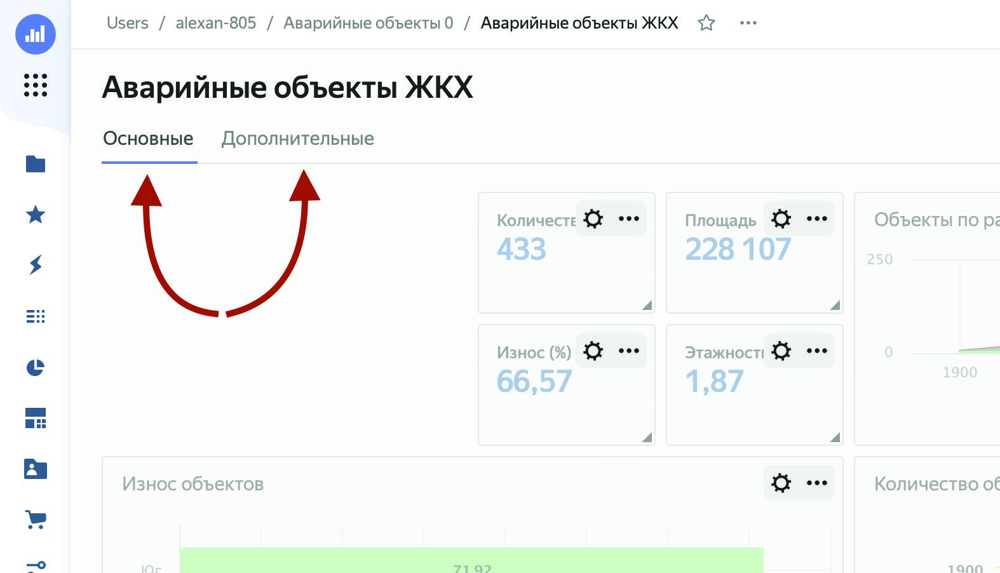 Users / alexan-805 / Аварийные объекты 0 / Аварийные объекты ЖКХ
Аварийные объекты ЖКХ
Основные Дополнительные
Количеств
433
Площадь
228 107
Объекты по ра
250
0
1900
Износ (%)
66,57
Этажност
1,87
Износ объектов
Юг
71,92
Количество об
1900